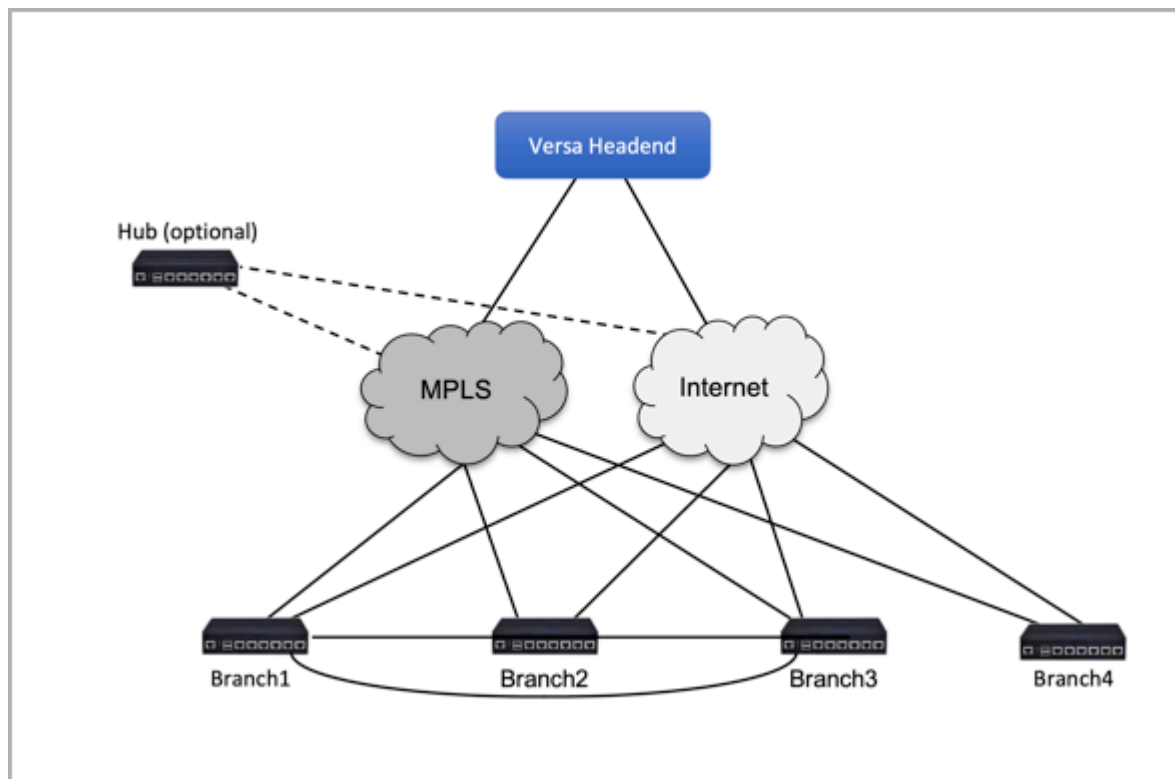 Versa Headend
Hub (optional)
MPLS
Internet
Branch1
Branch2
Branch3
Branch4